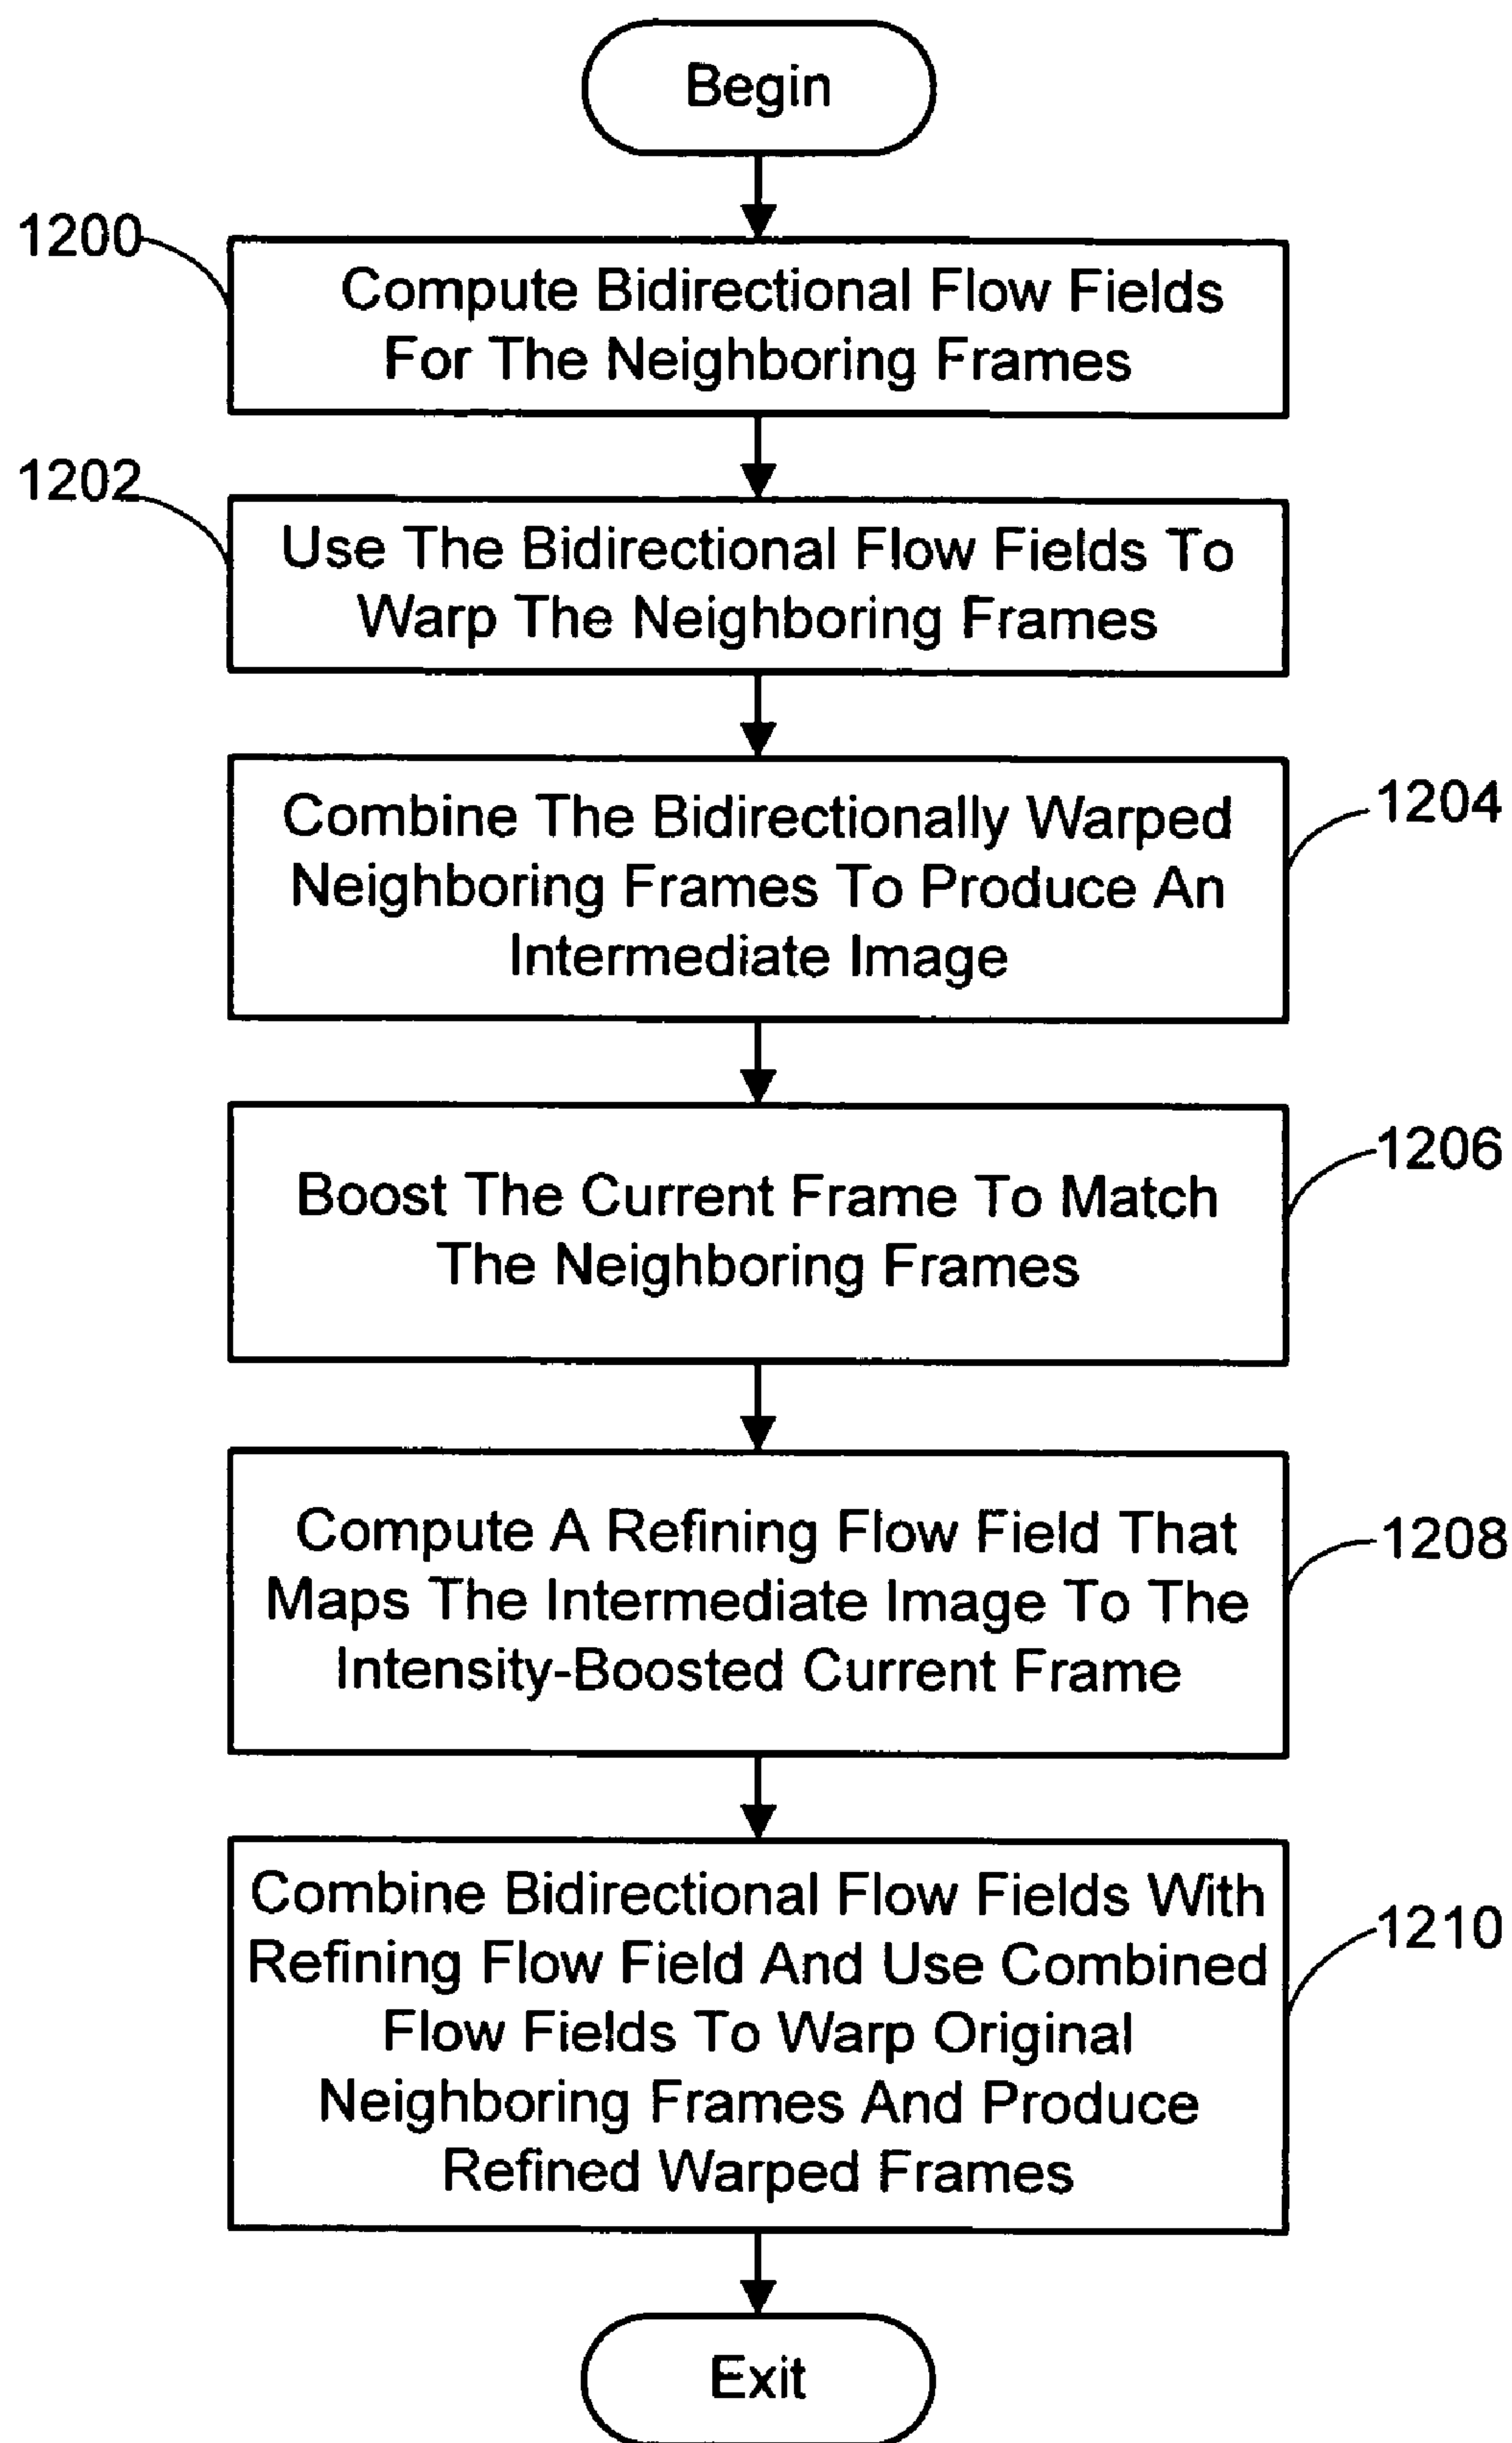 Begin
1200
Compute Bidirectional Flow Fields
For The Neighboring Frames
1202
Use The Bidirectional Flow Fields To
Warp The Neighboring Frames
Combine The Bidirectionally Warped
Neighboring Frames To Produce An
Intermediate Image
1204
Boost The Current Frame To Match
The Neighboring Frames
1206
Compute A Refining Flow Field That
Maps The Intermediate Image To The
Intensity-Boosted Current Frame
1208
Combine Bidirectional Flow Fields With
Refining Flow Field And Use Combined
Flow Fields To Warp Original
Neighboring Frames And Produce
Refined Warped Frames
1210
Exit